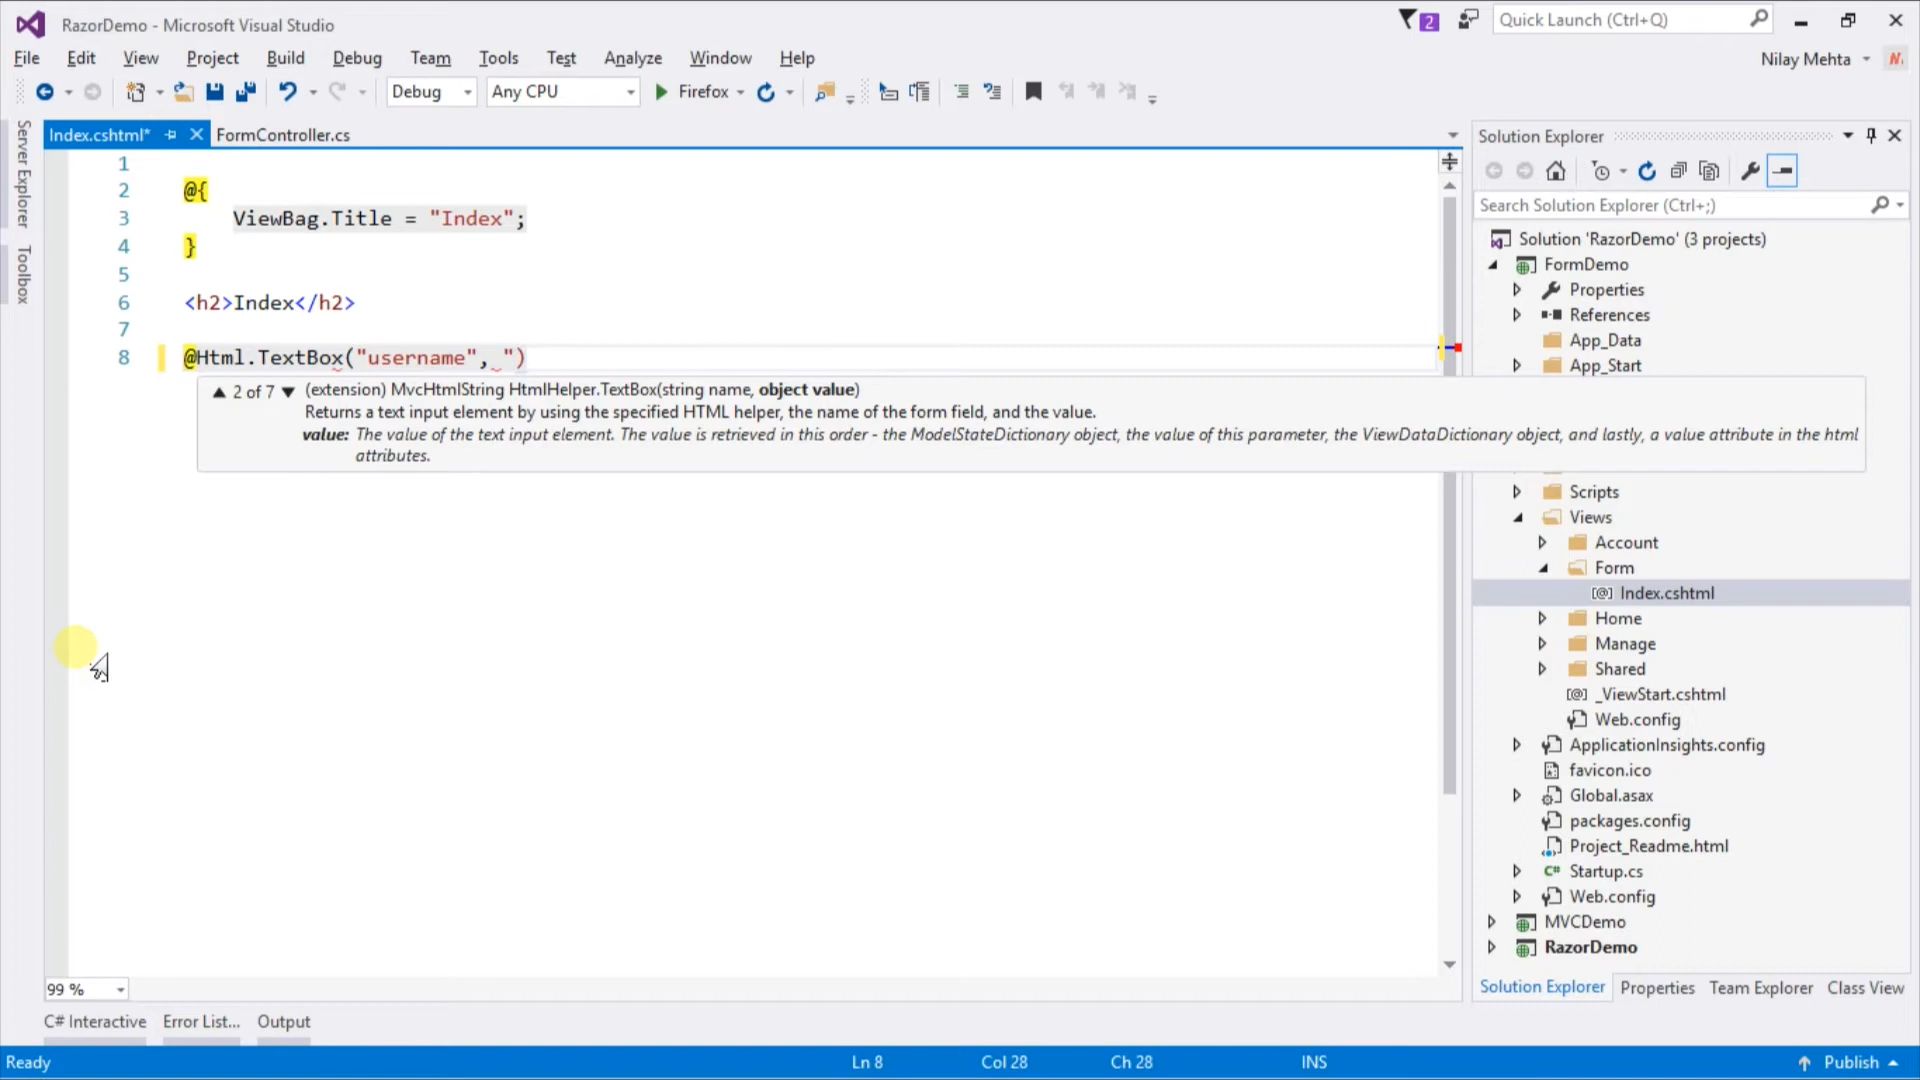 RazorDemo - Microsoft Visual Studio
2
Quick Launch (Ctrl+Q)
File Edit View Project Build Debug Team Tools Test Analyze Window Help
Nilay Mehta
Debug Any CPU Firefox
Server Explorer
Toolbox
Index.cshtml* FormController.cs
1
2 @{
3 ViewBag.Title = "Index";
4 }
5
6 <h2>Index</h2>
7
8 @Html.TextBox("username", ")
2 of 7 (extension) MvcHtmlString HtmlHelper.TextBox(string name, object value)
Returns a text input element by using the specified HTML helper, the name of the form field, and the value.
value: The value of the text input element. The value is retrieved in this order - the ModelStateDictionary object, the value of this parameter, the ViewDataDictionary object, and lastly, a value attribute in the html
attributes.
Solution Explorer
Search Solution Explorer (Ctrl+;)
Solution 'RazorDemo' (3 projects)
FormDemo
Properties
References
App_Data
App_Start
Scripts
Views
Account
Form
[@] Index.cshtml
Home
Manage
Shared
[@] _ViewStart.cshtml
Web.config
ApplicationInsights.config
favicon.ico
Global.asax
packages.config
Project_Readme.html
C# Startup.cs
Web.config
MVCDemo
RazorDemo
Solution Explorer Properties Team Explorer Class View
99 %
C# Interactive Error List... Output
Ready Ln 8 Col 28 Ch 28 INS Publish